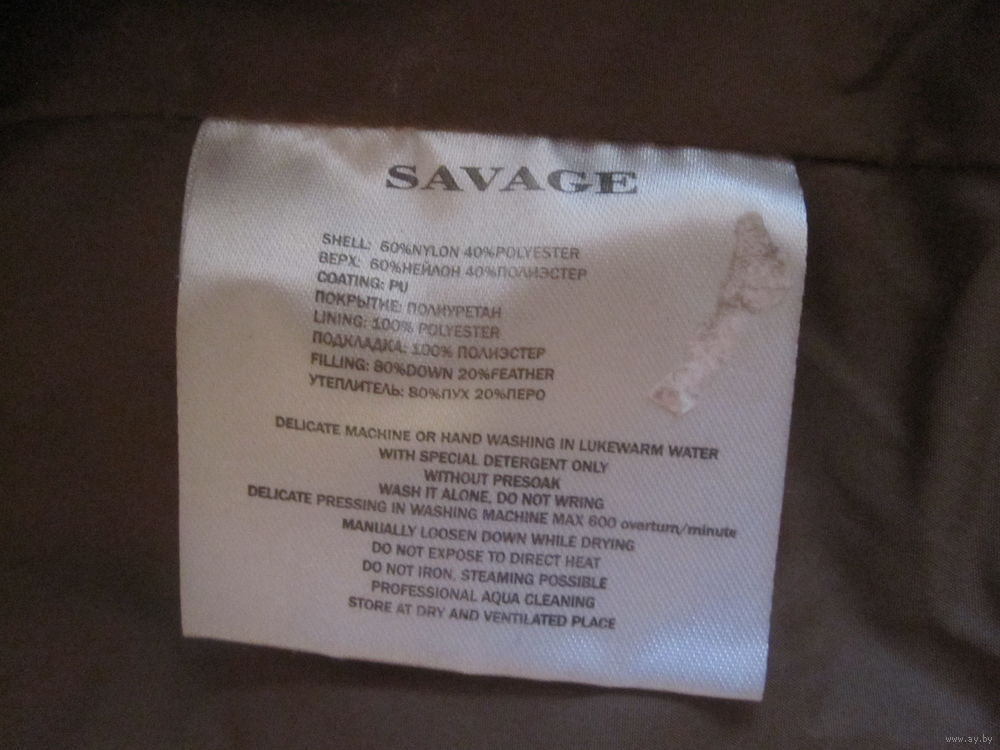 SAVAGE
SHELL: 60%NYLON 40%POLYESTER
ВЕРХ: 60%НЕЙЛОН 40%ПОЛИЭСТЕР
COATING: PU
ПОКРЫТИЕ: ПОЛИУРЕТАН
LINING: 100% POLYESTER
ПОДКЛАДКА: 100% ПОЛИЭСТЕР
FILLING: 80%DOWN 20%FEATHER
УТЕПЛИТЕЛЬ: 80%ПУХ 20%ПЕРО
DELICATE MACHINE OR HAND WASHING IN LUKEWARM WATER
WITH SPECIAL DETERGENT ONLY
WITHOUT PRESOAK
WASH IT ALONE, DO NOT WRING
DELICATE PRESSING IN WASHING MACHINE MAX 600 overturn/minute
MANUALLY LOOSEN DOWN WHILE DRYING
DO NOT EXPOSE TO DIRECT HEAT
DO NOT IRON, STEAMING POSSIBLE
PROFESSIONAL AQUA CLEANING
STORE AT DRY AND VENTILATED PLACE
www.ay.by